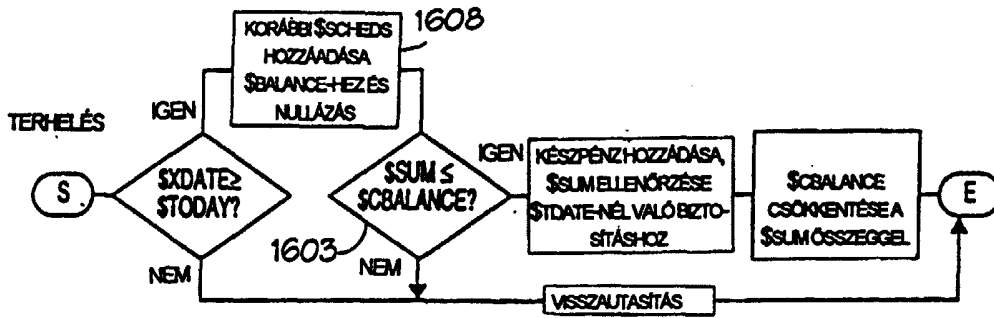 KORÁBBI $SCHEDS
HOZZÁADÁSA
$BALANCE-HEZ ÉS
NULLÁZÁS
1608
TERHELÉS
IGEN
S
$XDATE≥
$TODAY?
NEM
$SUM ≤
$CBALANCE?
1603
NEM
IGEN
KÉSZPÉNZ HOZZÁDÁSA,
$SUM ELLENŐRZÉSE
$TDATE-NÉL VALÓ BIZTO-
SÍTÁSHOZ
$CBALANCE
CSÖKKENTÉSE A
$SUM ÖSSZEGGEL
E
VISSZAUTASÍTÁS